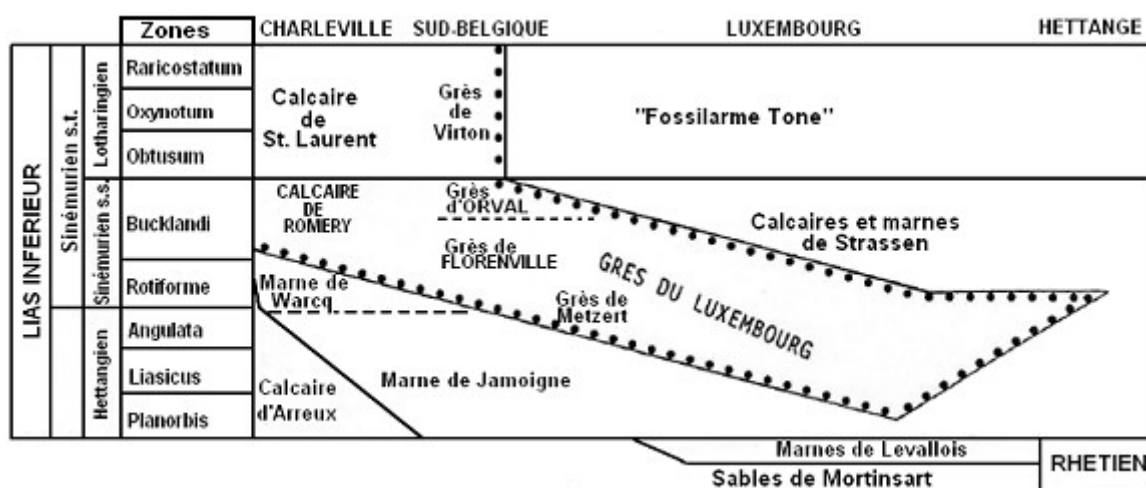 Zones
CHARLEVILLE
SUD-BELGIQUE
LUXEMBOURG
HETTANGE
LIAS INFERIEUR
Sinémurien s.t.
Lotharingien
Raricostatum
Oxynotum
Obtusum
Calcaire
de
St. Laurent
Grès
de
Virton
"Fossilarme Tone"
Sinémurien s.s.
Bucklandi
Rotiforme
CALCAIRE
DE
ROMERY
Grès
d'ORVAL
Grès de
FLORENVILLE
Calcaires et marnes
de Strassen
GRES DU LUXEMBOURG
Marne de
Warcq
Grès de
Metzert
Hettangien
Angulata
Liasicus
Planorbis
Calcaire
d'Arreux
Marne de Jamoigne
Marnes de Levallois
Sables de Mortinsart
RHETIEN